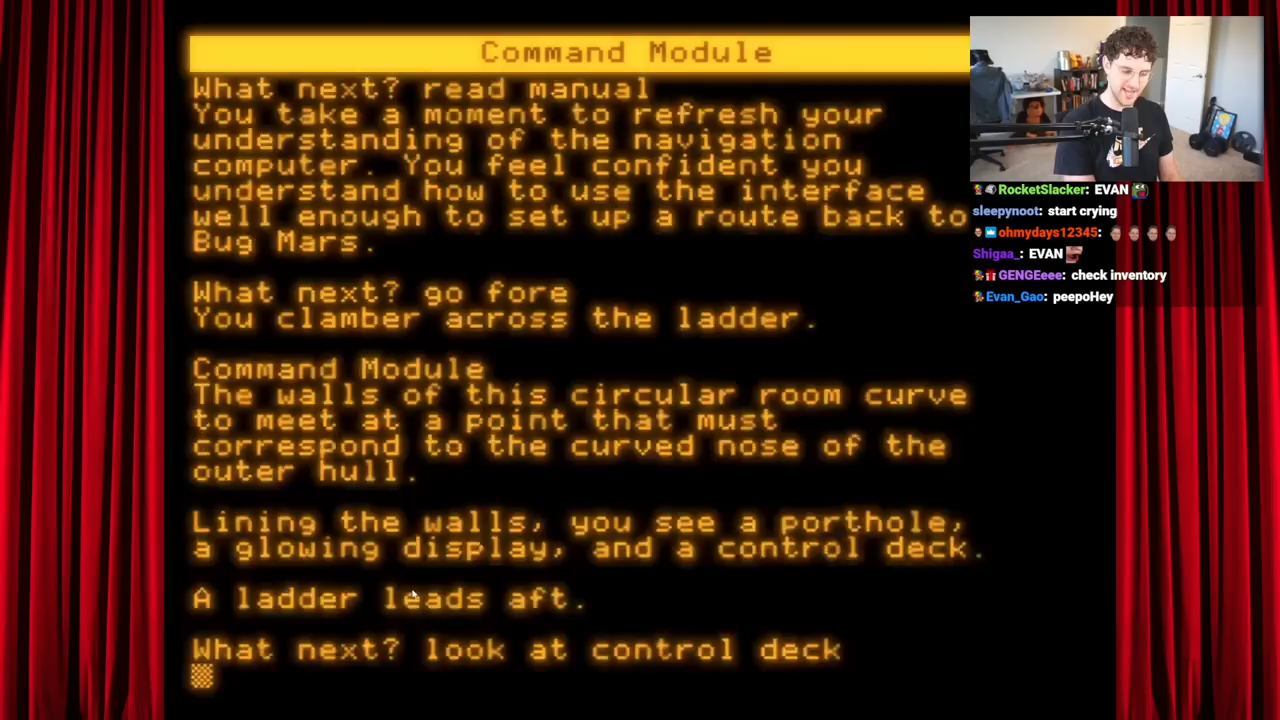 Command Module
What next? read manual
You take a moment to refresh your
understanding of the navigation
computer. You feel confident you
understand how to use the interface
well enough to set up a route back to
Bug Mars.
What next? go fore
You clamber across the ladder.
Command Module
The walls of this circular room curve
to meet at a point that must
correspond to the curved nose of the
outer hull.
Lining the walls, you see a porthole,
a glowing display, and a control deck.
A ladder leads aft.
What next? look at control deck
RocketSlacker: EVAN
sleepynoot: start crying
ohmydays12345:
Shigaa_: EVAN
GENGEeee: check inventory
Evan_Gao: peepoHey